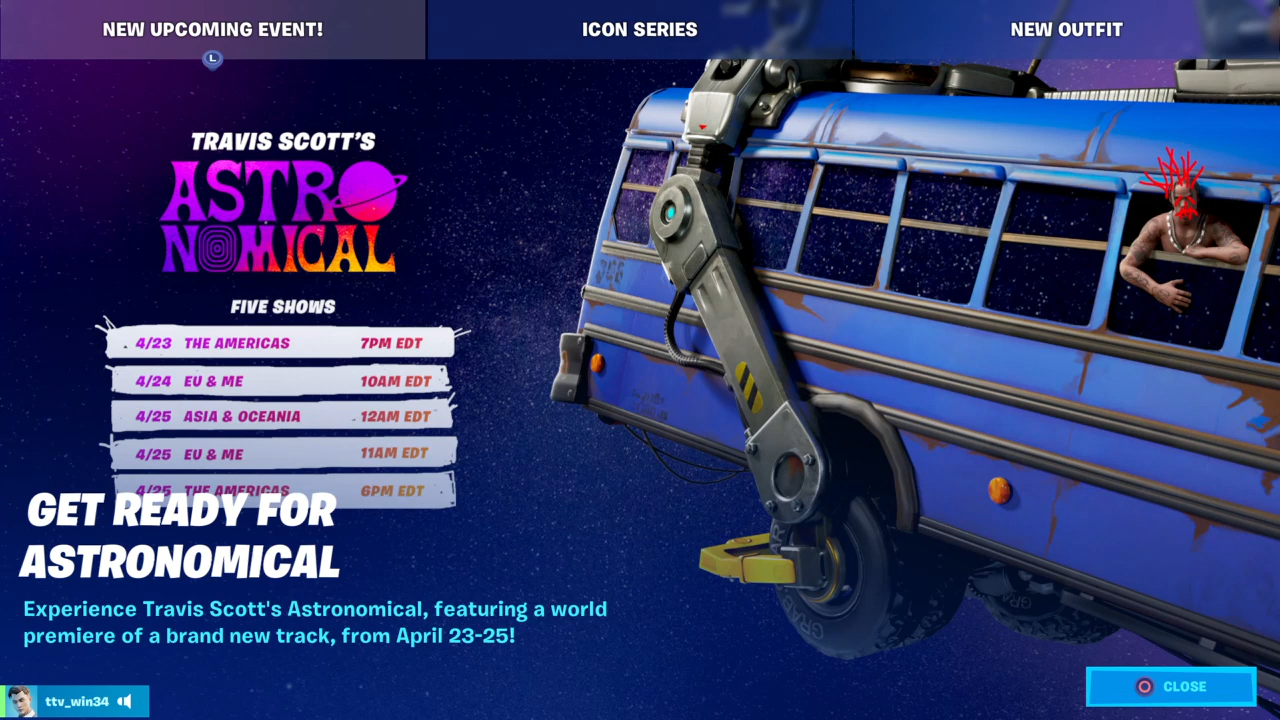 NEW UPCOMING EVENT!
ICON SERIES
NEW OUTFIT
L
TRAVIS SCOTT'S
ASTRO
NOMICAL
FIVE SHOWS
4/23 THE AMERICAS 7PM EDT
4/24 EU & ME 10AM EDT
4/25 ASIA & OCEANIA 12AM EDT
4/25 EU & ME 11AM EDT
4/25 THE AMERICAS 6PM EDT
GET READY FOR
ASTRONOMICAL
Experience Travis Scott's Astronomical, featuring a world
premiere of a brand new track, from April 23-25!
ttv_win34
CLOSE